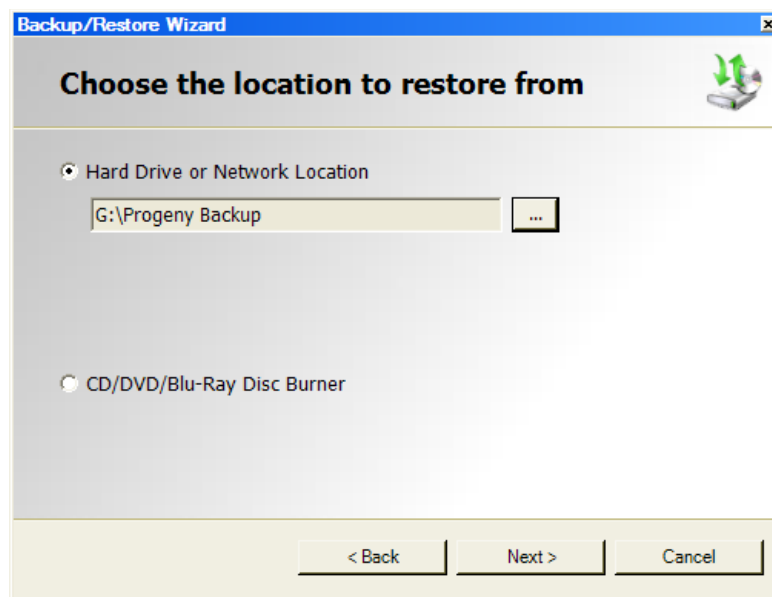 Backup/Restore Wizard
Choose the location to restore from
Hard Drive or Network Location
G:\Progeny Backup
...
CD/DVD/Blu-Ray Disc Burner
< Back Next > Cancel